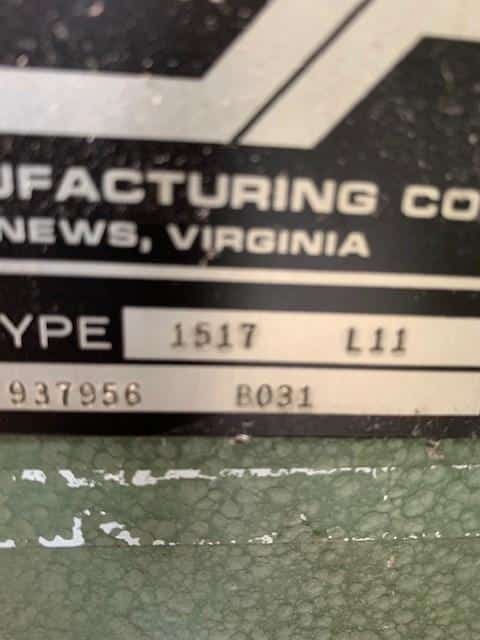 UFACTURING CO
NEWS, VIRGINIA
YPE 1517 L11
937956 B031